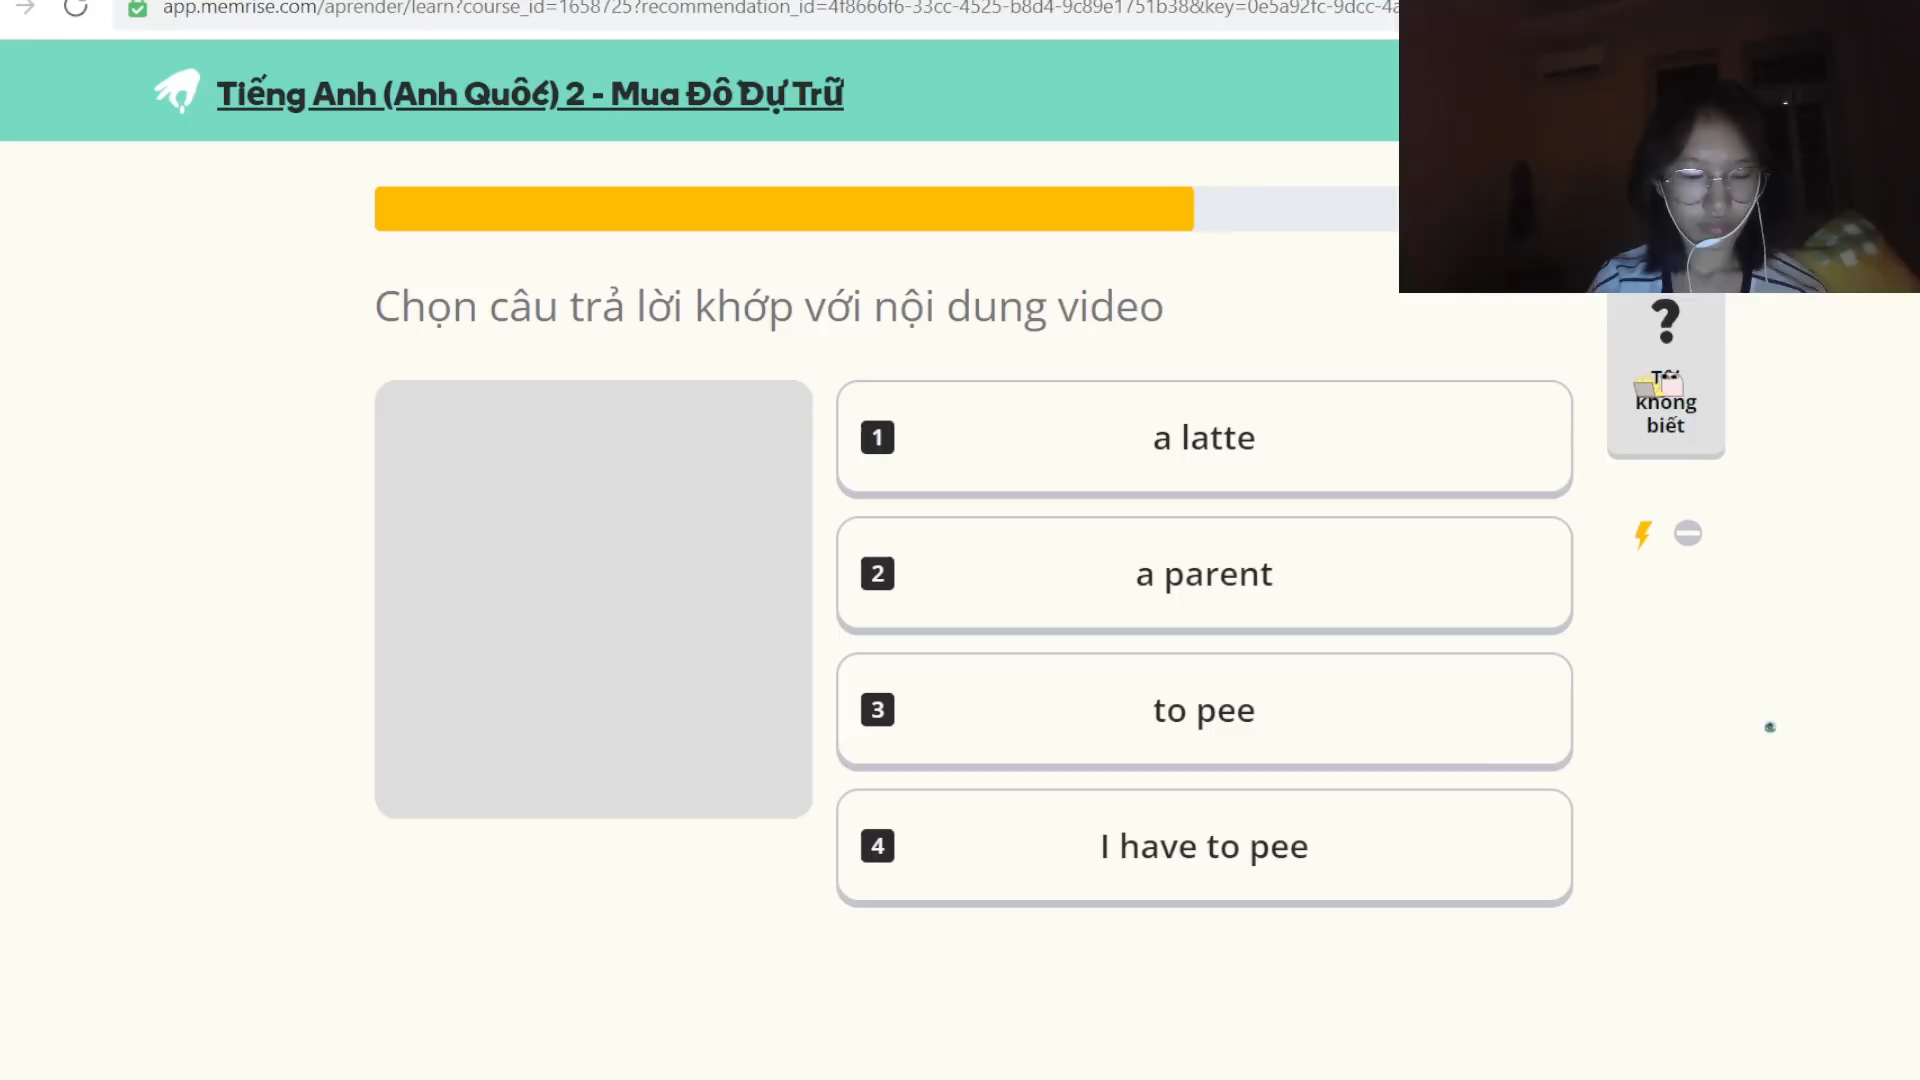 app.memrise.com/aprender/learn?course_id=1658725?recommendation_id=4f8666f6-33cc-4525-b8d4-9c89e1751b38&key=0e5a92fc-9dcc-4a
Tiếng Anh (Anh Quốc) 2 - Mua Đồ Dự Trữ
Chọn câu trả lời khớp với nội dung video
?
Tôi
không
biết
1 a latte
2 a parent
3 to pee
4 I have to pee